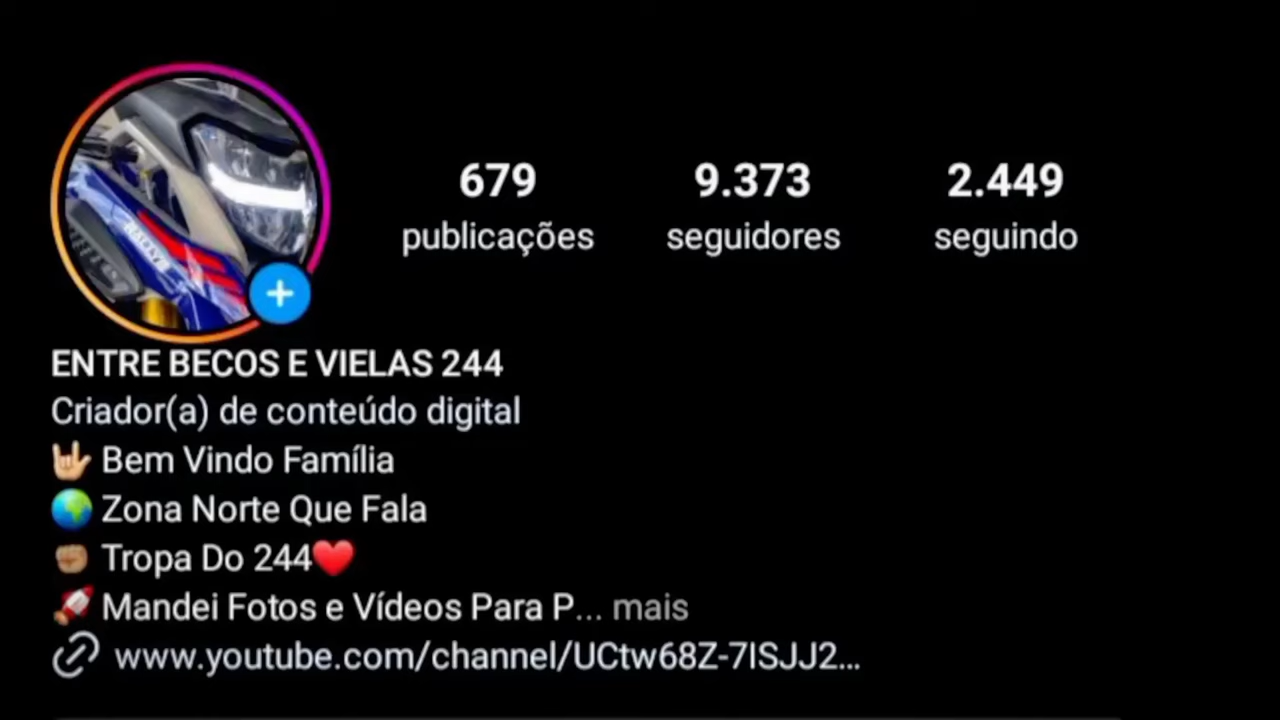 679
9.373
2.449
publicações
seguidores
seguindo
RALLYE
ENTRE BECOS E VIELAS 244
Criador(a) de conteúdo digital
🤟🏼 Bem Vindo Família
🌍 Zona Norte Que Fala
✊🏽 Tropa Do 244❤️
🚀 Mandei Fotos e Vídeos Para P... mais
www.youtube.com/channel/UCtw68Z-7ISJJ2...